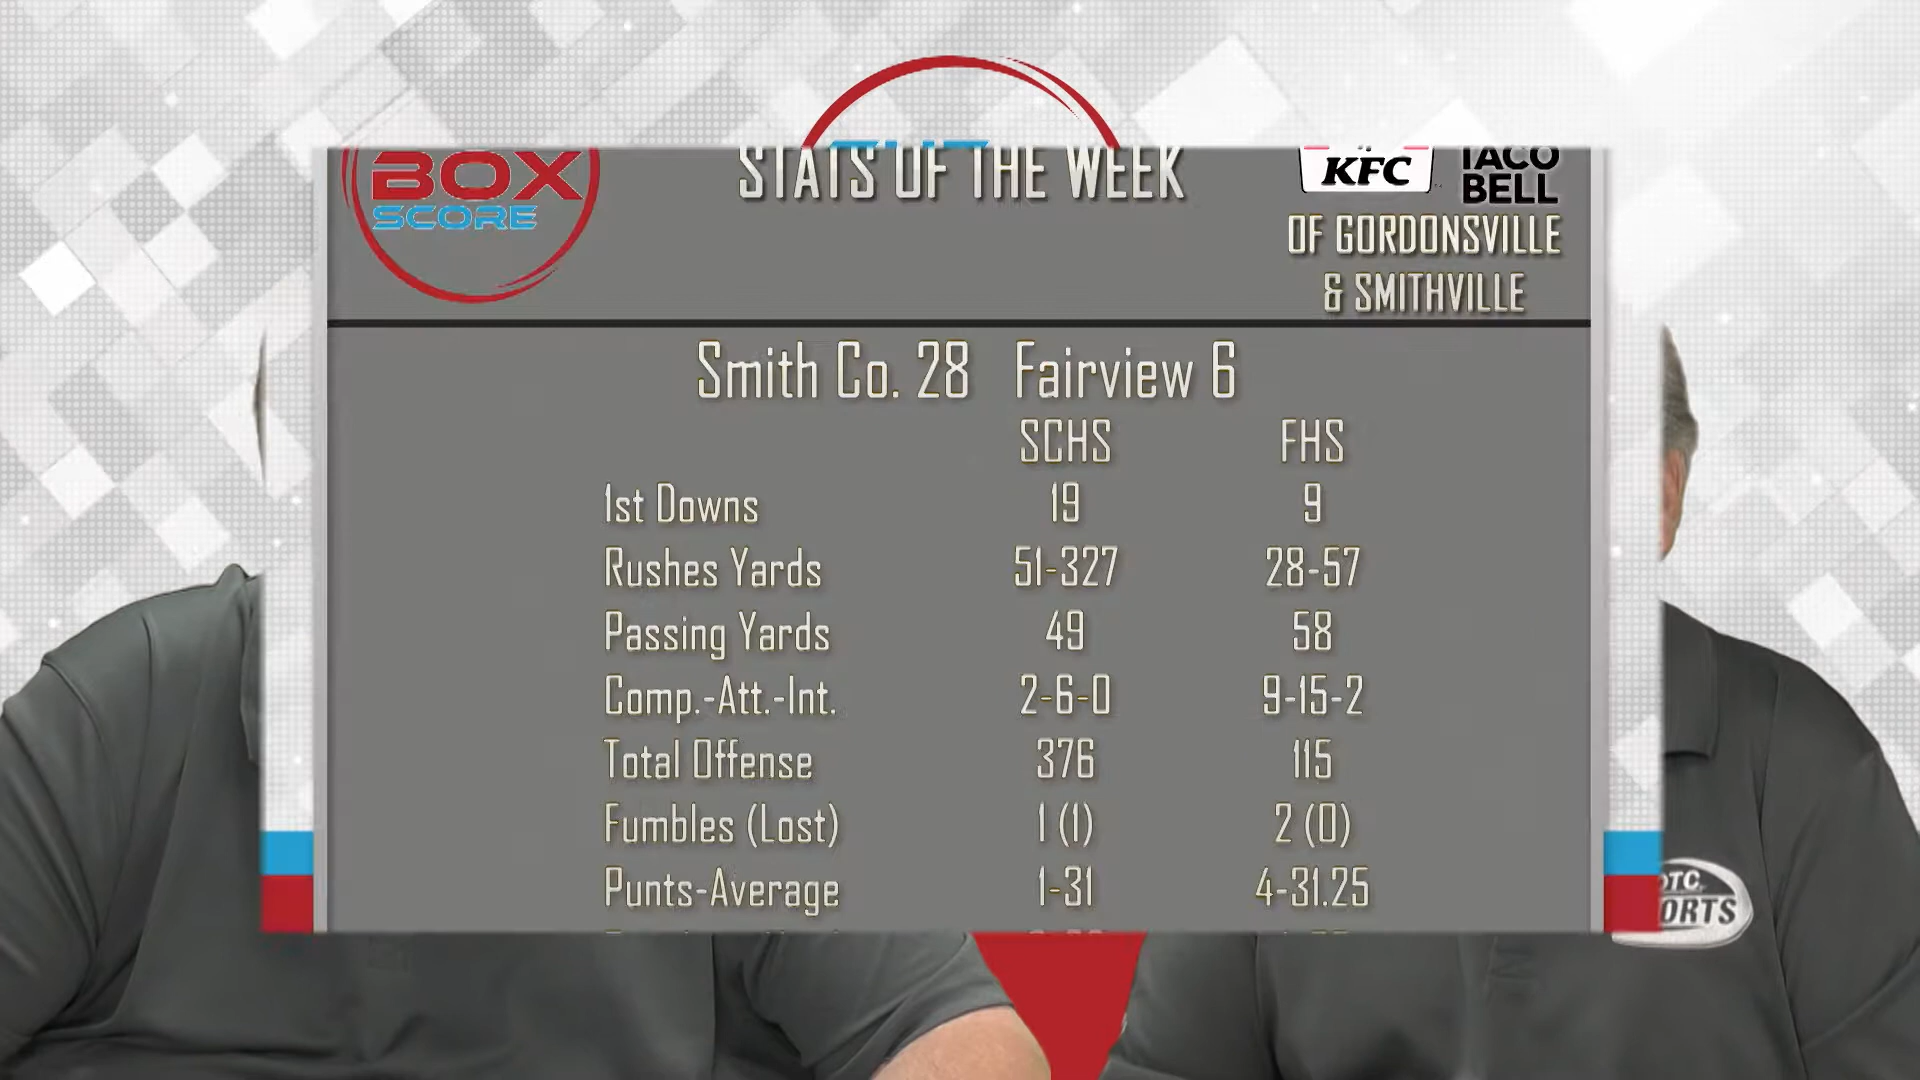 BOX
SCORE
STATS OF THE WEEK
KFC
TACO
BELL
OF GORDONSVILLE
& SMITHVILLE
Smith Co. 28 Fairview 6
SCHS FHS
1st Downs 19 9
Rushes Yards 51-327 28-57
Passing Yards 49 58
Comp.-Att.-Int. 2-6-0 9-15-2
Total Offense 376 115
Fumbles (Lost) 1 (1) 2 (0)
Punts-Average 1-31 4-31.25